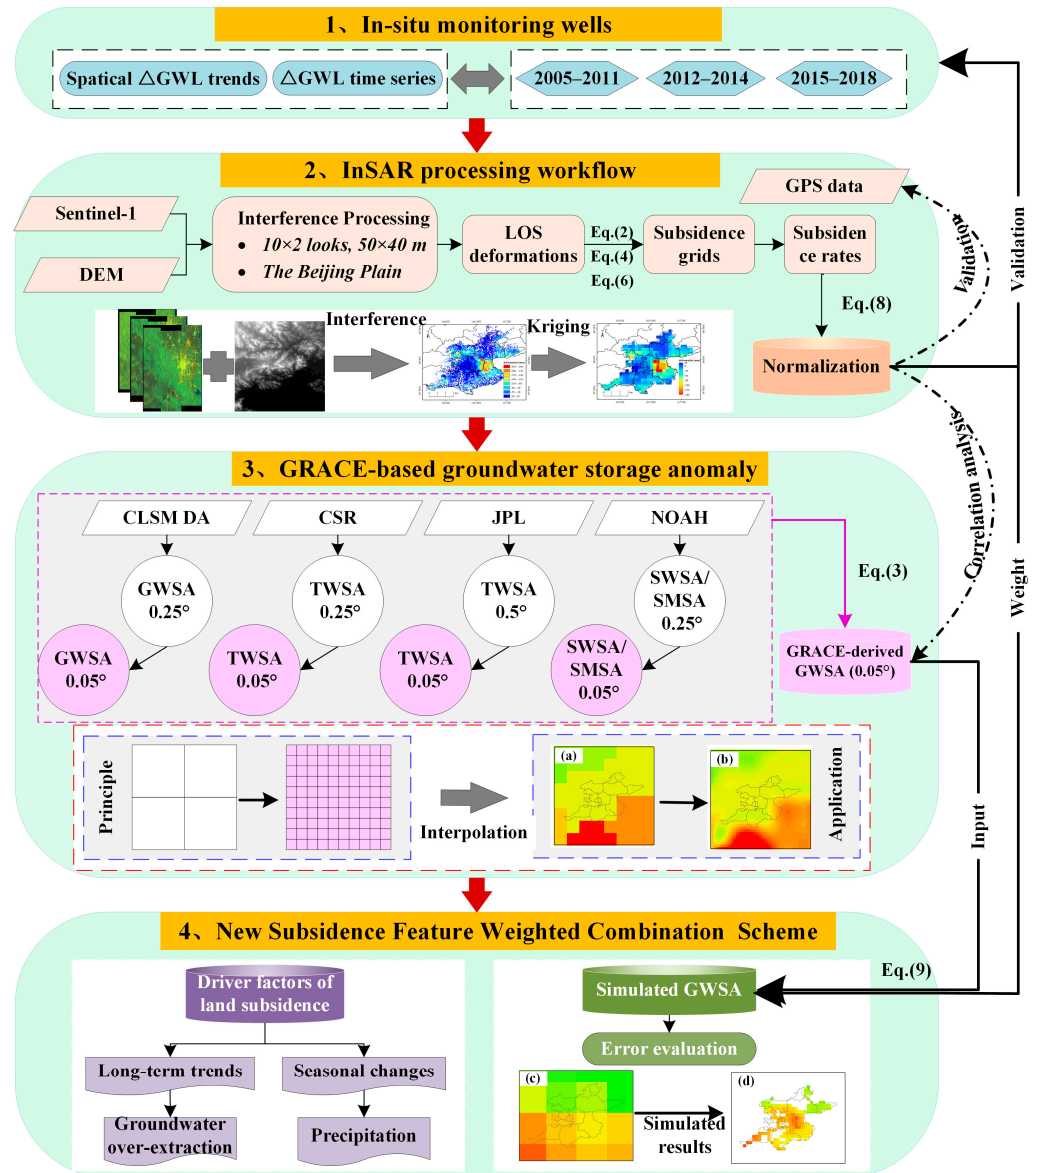 1、In-situ monitoring wells
Spatical △GWL trends
△GWL time series
2005–2011
2012–2014
2015–2018
2、InSAR processing workflow
GPS data
Sentinel-1
DEM
Interference Processing
• 10×2 looks, 50×40 m
• The Beijing Plain
LOS
deformations
Eq.(2)
Eq.(4)
Eq.(6)
Subsidence
grids
Subsiden
ce rates
Eq.(8)
Normalization
Interference
Kriging
Validation
Validation
Correlation analysis
Weight
3、GRACE-based groundwater storage anomaly
CLSM DA
CSR
JPL
NOAH
GWSA
0.25°
TWSA
0.25°
TWSA
0.5°
SWSA/
SMSA
0.25°
GWSA
0.05°
TWSA
0.05°
TWSA
0.05°
SWSA/
SMSA
0.05°
Eq.(3)
GRACE-derived
GWSA (0.05°)
Principle
Interpolation
(a)
(b)
Application
Input
4、New Subsidence Feature Weighted Combination Scheme
Driver factors of
land subsidence
Long-term trends
Seasonal changes
Groundwater
over-extraction
Precipitation
Eq.(9)
Simulated GWSA
Error evaluation
(c)
Simulated
results
(d)